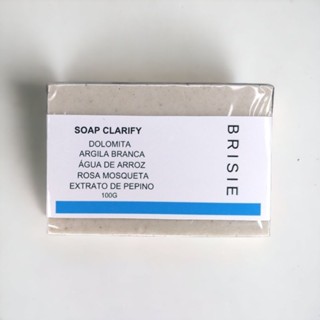 SOAP CLARIFY
DOLOMITA
ARGILA BRANCA
ÁGUA DE ARROZ
ROSA MOSQUETA
EXTRATO DE PEPINO
100G
BRISIE